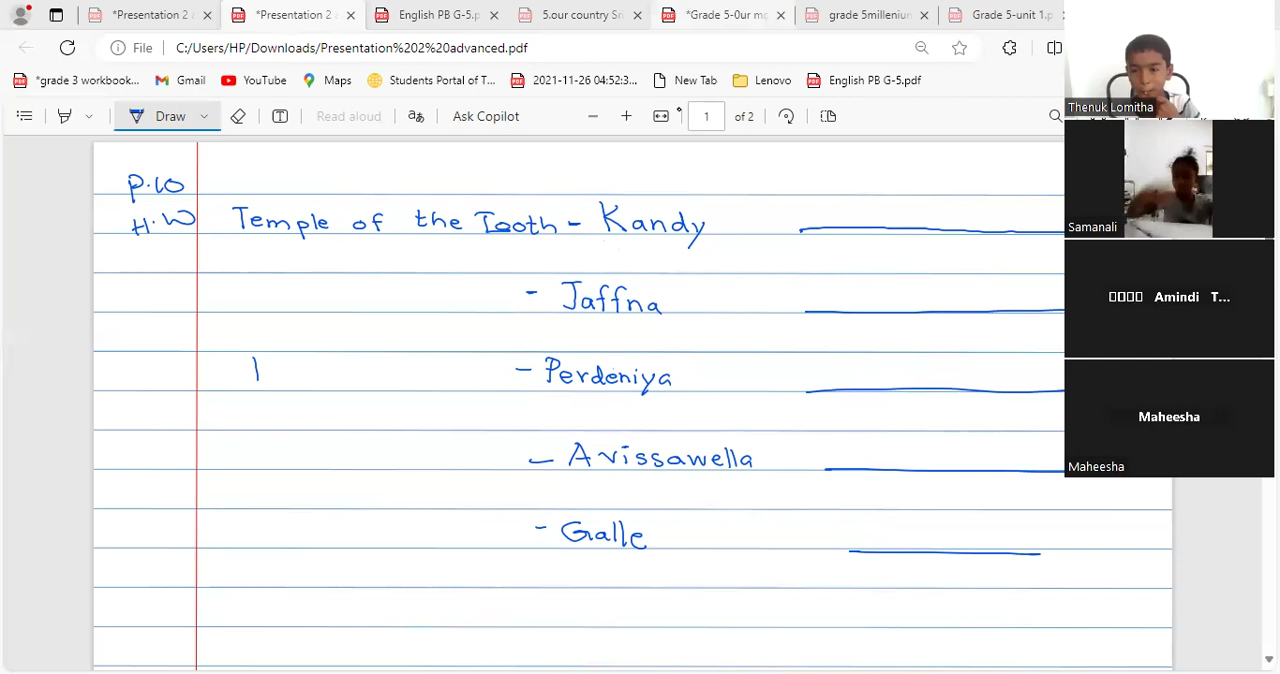 *Presentation 2 a
*Presentation 2 a
English PB G-5.p
5.our country Sri
*Grade 5-0ur mo
grade 5milleniun
Grade 5-unit 1.p
File
C:/Users/HP/Downloads/Presentation%202%20advanced.pdf
*grade 3 workbook...
Gmail
YouTube
Maps
Students Portal of T...
2021-11-26 04:52:3...
New Tab
Lenovo
English PB G-5.pdf
Draw
Read aloud
Ask Copilot
1 of 2
P.10
H.W Temple of the Tooth - Kandy
- Jaffna
- Perdeniya
- Avissawella
- Galle
Thenuk Lomitha
Samanali
Amindi T...
Maheesha
Maheesha